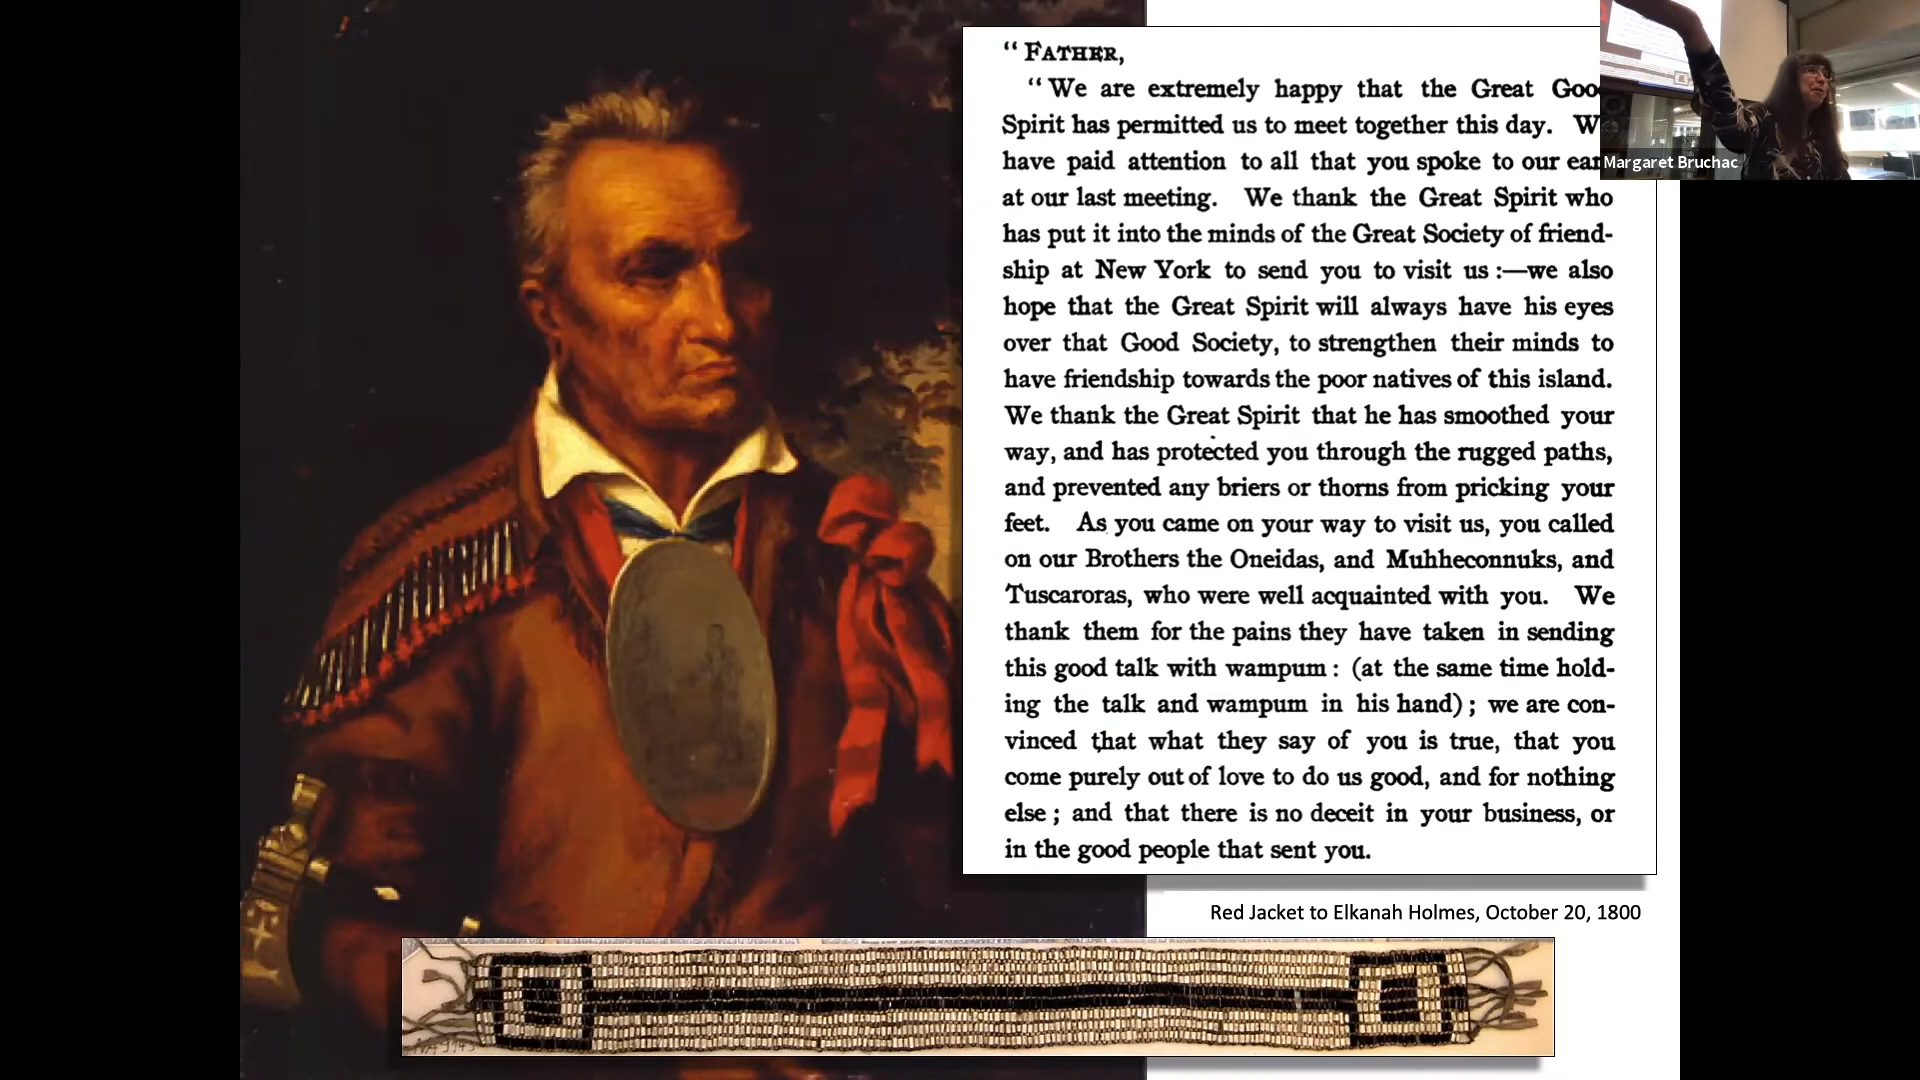 “ FATHER,
“ We are extremely happy that the Great Goo
Spirit has permitted us to meet together this day. W
have paid attention to all that you spoke to our ear
at our last meeting. We thank the Great Spirit who
has put it into the minds of the Great Society of friend-
ship at New York to send you to visit us :—we also
hope that the Great Spirit will always have his eyes
over that Good Society, to strengthen their minds to
have friendship towards the poor natives of this island.
We thank the Great Spirit that he has smoothed your
way, and has protected you through the rugged paths,
and prevented any briers or thorns from pricking your
feet. As you came on your way to visit us, you called
on our Brothers the Oneidas, and Muhheconnuks, and
Tuscaroras, who were well acquainted with you. We
thank them for the pains they have taken in sending
this good talk with wampum : (at the same time hold-
ing the talk and wampum in his hand) ; we are con-
vinced that what they say of you is true, that you
come purely out of love to do us good, and for nothing
else ; and that there is no deceit in your business, or
in the good people that sent you.
Margaret Bruchac
Red Jacket to Elkanah Holmes, October 20, 1800